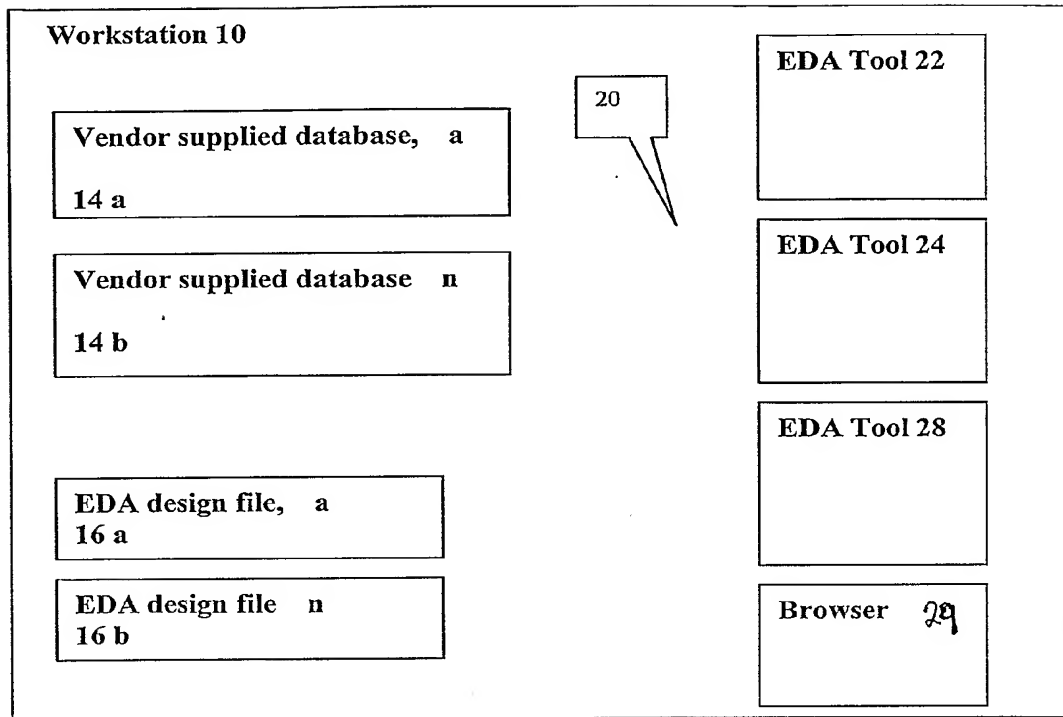 Workstation 10
Vendor supplied database, a
14 a
Vendor supplied database n
14 b
EDA design file, a
16 a
EDA design file n
16 b
20
EDA Tool 22
EDA Tool 24
EDA Tool 28
Browser 29